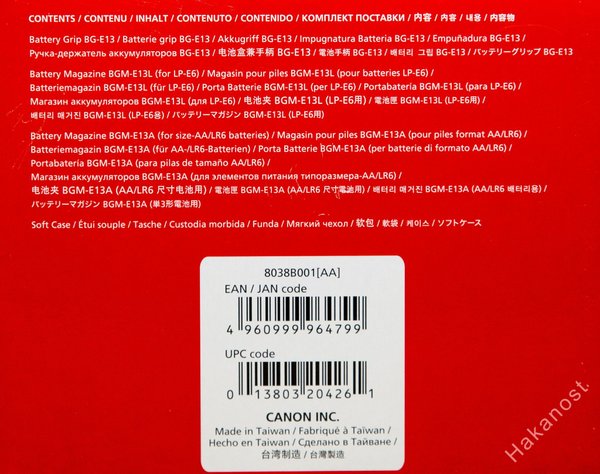 CONTENTS / CONTENU / INHALT / CONTENUTO / CONTENIDO / КОМПЛЕКТ ПОСТАВКИ / 内容 / 內容 / 내용 / 内容物
Battery Grip BG-E13 / Batterie grip BG-E13 / Akkugriff BG-E13 / Impugnatura Batteria BG-E13 / Empuñadura BG-E13 /
Ручка-держатель аккумуляторов BG-E13 / 电池盒兼手柄 BG-E13 / 電池手柄 BG-E13 / 배터리 그립 BG-E13 / バッテリーグリップ BG-E13
Battery Magazine BGM-E13L (for LP-E6) / Magasin pour piles BGM-E13L (pour batteries LP-E6) /
Batteriemagazin BGM-E13L (für LP-E6) / Porta Batterie BGM-E13L (per LP-E6) / Portabatería BGM-E13L (para LP-E6) /
Магазин аккумуляторов BGM-E13L (для LP-E6) / 电池夹 BGM-E13L (LP-E6用) / 電池匣 BGM-E13L (LP-E6用) /
배터리 매거진 BGM-E13L (LP-E6용) / バッテリーマガジン BGM-E13L (LP-E6用)
Battery Magazine BGM-E13A (for size-AA/LR6 batteries) / Magasin pour piles BGM-E13A (pour piles format AA/LR6) /
Batteriemagazin BGM-E13A (für AA-/LR6-Batterien) / Porta Batterie BGM-E13A (per batterie di formato AA/LR6) /
Portabatería BGM-E13A (para pilas de tamaño AA/LR6) /
Магазин аккумуляторов BGM-E13A (для элементов питания типоразмера-AA/LR6) /
电池夹 BGM-E13A (AA/LR6 尺寸电池用) / 電池匣 BGM-E13A (AA/LR6 尺寸電池用) / 배터리 매거진 BGM-E13A (AA/LR6 배터리용) /
バッテリーマガジン BGM-E13A (単3形電池用)
Soft Case / Étui souple / Tasche / Custodia morbida / Funda / Мягкий чехол / 软包 / 軟袋 / 케이스 / ソフトケース
8038B001[AA]
EAN / JAN code
4 960999 964799
UPC code
0 13803 20426 1
CANON INC.
Made in Taiwan / Fabriqué à Taïwan /
Hecho en Taiwán / Сделано в Тайване /
台湾制造 / 台灣製造
Hakanost.